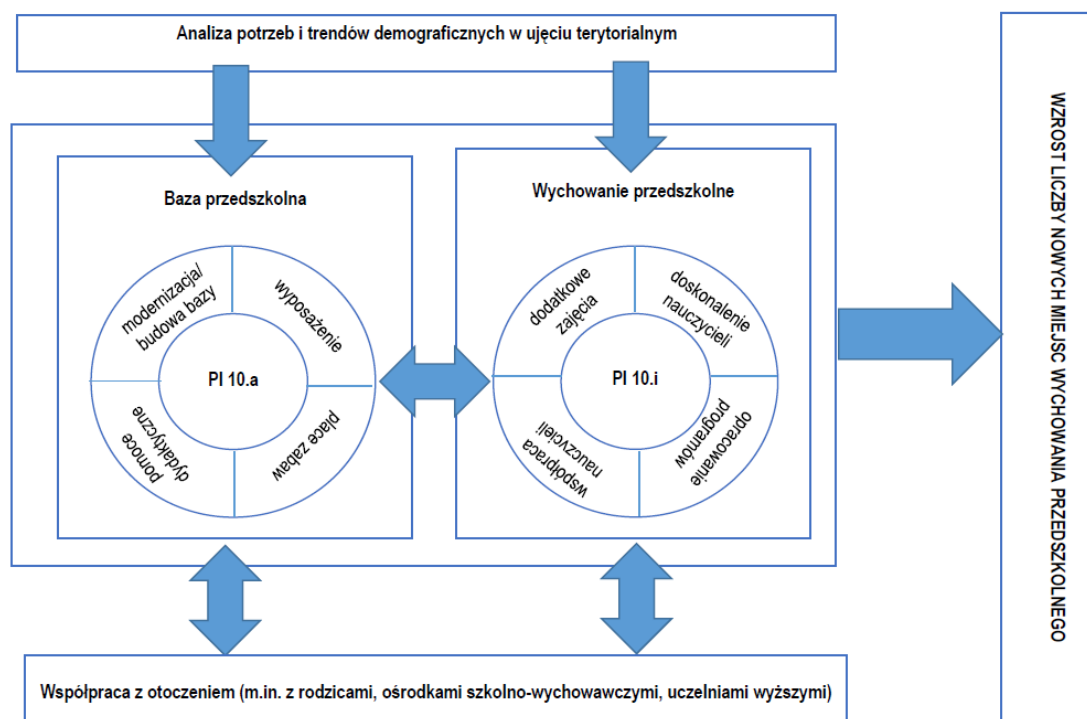 Analiza potrzeb i trendów demograficznych w ujęciu terytorialnym
Baza przedszkolna
modernizacja/
budowa bazy
wyposażenie
PI 10.a
pomoce
dydaktyczne
place zabaw
Wychowanie przedszkolne
dodatkowe
zajęcia
doskonalenie
nauczycieli
PI 10.i
współpraca
nauczycieli
opracowanie
programów
WZROST LICZBY NOWYCH MIEJSC WYCHOWANIA PRZEDSZKOLNEGO
Współpraca z otoczeniem (m.in. z rodzicami, ośrodkami szkolno-wychowawczymi, uczelniami wyższymi)